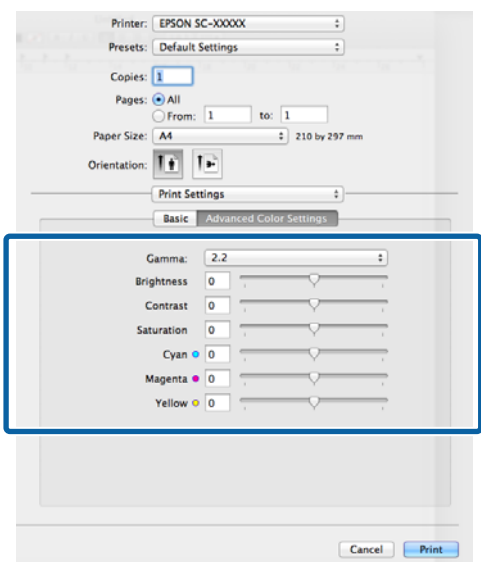 Printer: EPSON SC-XXXXX
Presets: Default Settings
Copies: 1
Pages: All
From: 1 to: 1
Paper Size: A4 210 by 297 mm
Orientation:
Print Settings
Basic Advanced Color Settings
Gamma: 2.2
Brightness 0
Contrast 0
Saturation 0
Cyan 0
Magenta 0
Yellow 0
Cancel Print